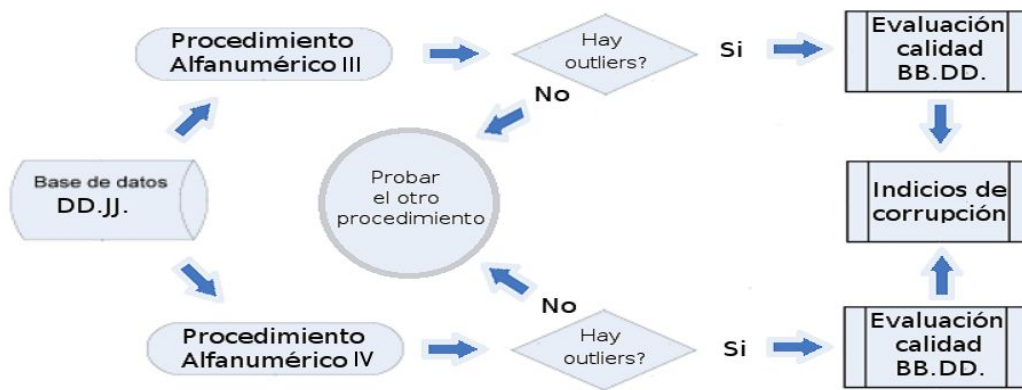 Procedimiento
Alfanumérico III
Hay
outliers?
Si
Evaluación
calidad
BB.DD.
No
Base de datos
DD.JJ.
Probar
el otro
procedimiento
Indicios de
corrupción
No
Procedimiento
Alfanumérico IV
Hay
outliers?
Si
Evaluación
calidad
BB.DD.